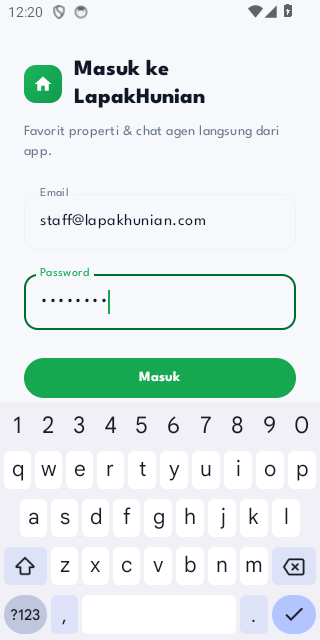 12:20
Masuk ke
LapakHunian
Favorit properti & chat agen langsung dari
app.
Email
staff@lapakhunian.com
Password
••••••••
Masuk
1 2 3 4 5 6 7 8 9 0
q w e r t y u i o p
a s d f g h j k l
z x c v b n m
?123 , .